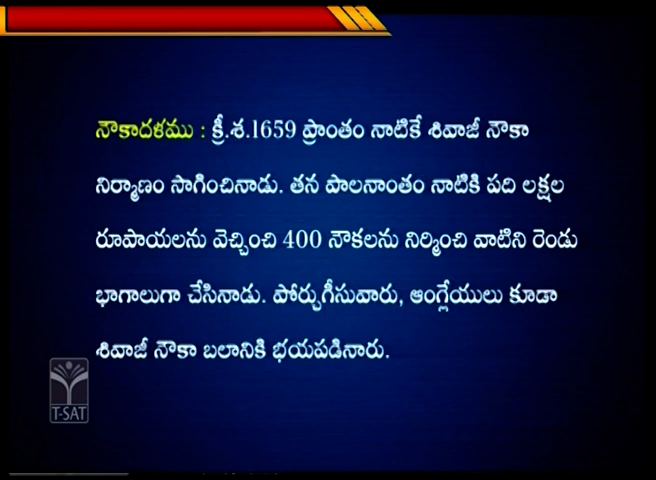 నౌకాదళము : క్రీ.శ.1659 ప్రాంతం నాటికే శివాజీ నౌకా
నిర్మాణం సాగించినాడు. తన పాలనాంతం నాటికి పది లక్షల
రూపాయలను వెచ్చించి 400 నౌకలను నిర్మించి వాటిని రెండు
భాగాలుగా చేసినాడు. పోర్చుగీసువారు, ఆంగ్లేయులు కూడా
శివాజీ నౌకా బలానికి భయపడినారు.
T-SAT